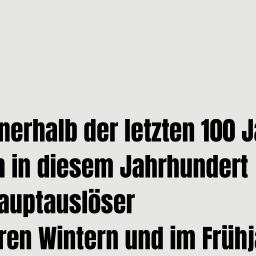 nerhalb der letzten 100 Ja
n in diesem Jahrhundert
auptauslöser
ren Wintern und im Frühja